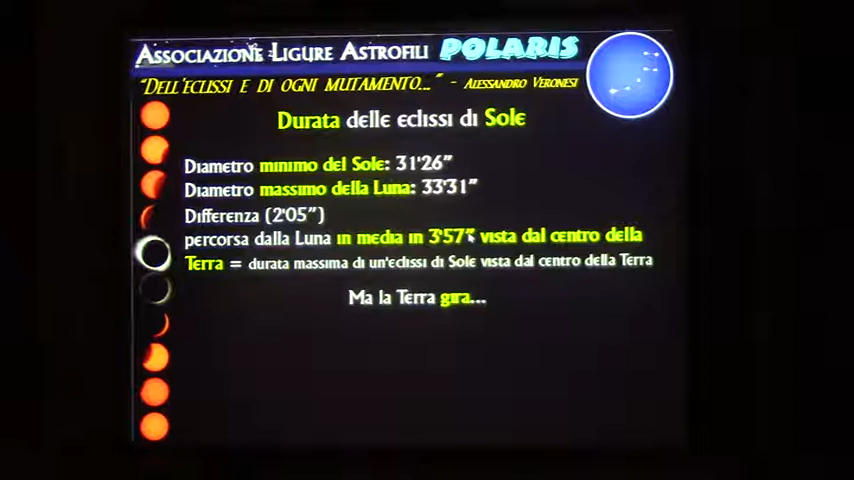 Associazione Ligure Astrofili POLARIS
"Dell'eclissi e di ogni mutamento..." - Alessandro Veronesi
Durata delle eclissi di Sole
Diametro minimo del Sole: 31'26"
Diametro massimo della Luna: 33'31"
Differenza (2'05")
percorsa dalla Luna in media in 3'57" vista dal centro della
Terra = durata massima di un'eclissi di Sole vista dal centro della Terra
Ma la Terra gira...